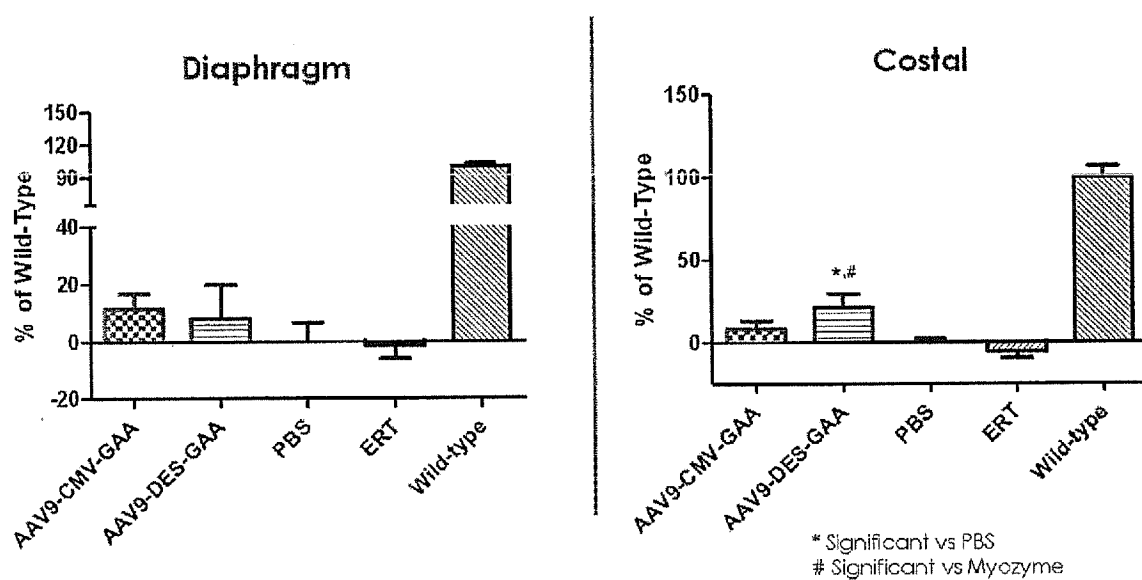 Diaphragm
% of Wild-Type
150
120
90
40
20
0
-20
AAV9-CMV-GAA
AAV9-DES-GAA
PBS
ERT
Wild-type
Costal
% of Wild-Type
150
100
50
0
*,#
AAV9-CMV-GAA
AAV9-DES-GAA
PBS
ERT
Wild-type
* Significant vs PBS
# Significant vs Myozyme